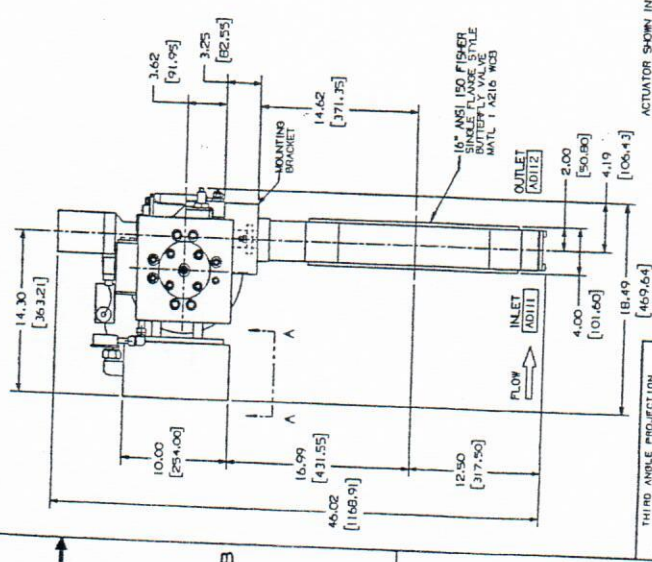 14.30
[363.21]
3.62
[91.95]
3.25
[82.55]
MOUNTING
BRACKET
14.62
[371.35]
16" ANSI 150 FISHER
SINGLE FLANGE STYLE
BUTTERFLY VALVE
MATL : A216 WCB
A
A
10.00
[254.00]
16.99
[431.55]
12.50
[317.50]
46.02
[1168.91]
FLOW
INLET
AD111
OUTLET
AD112
2.00
[50.80]
4.19
[106.43]
4.00
[101.60]
18.49
[469.64]
B
THIRD ANGLE PROJECTION
ACTUATOR SHOWN IN